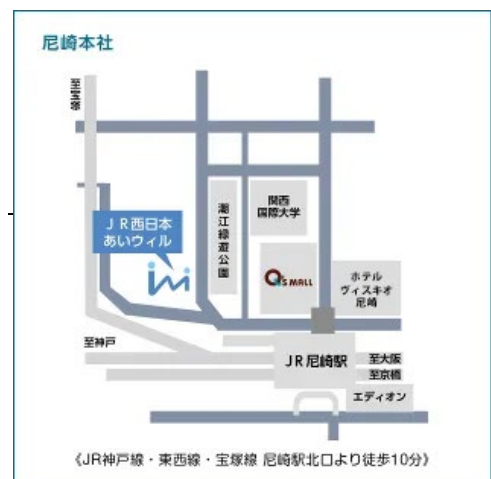 尼崎本社
至宝塚
JR西日本
あいウィル
潮江緑遊公園
関西
国際大学
Q's MALL
ホテル
ヴィスキオ
尼崎
至神戸
JR尼崎駅
至大阪
至京橋
エディオン
《JR神戸線・東西線・宝塚線 尼崎駅北口より徒歩10分》